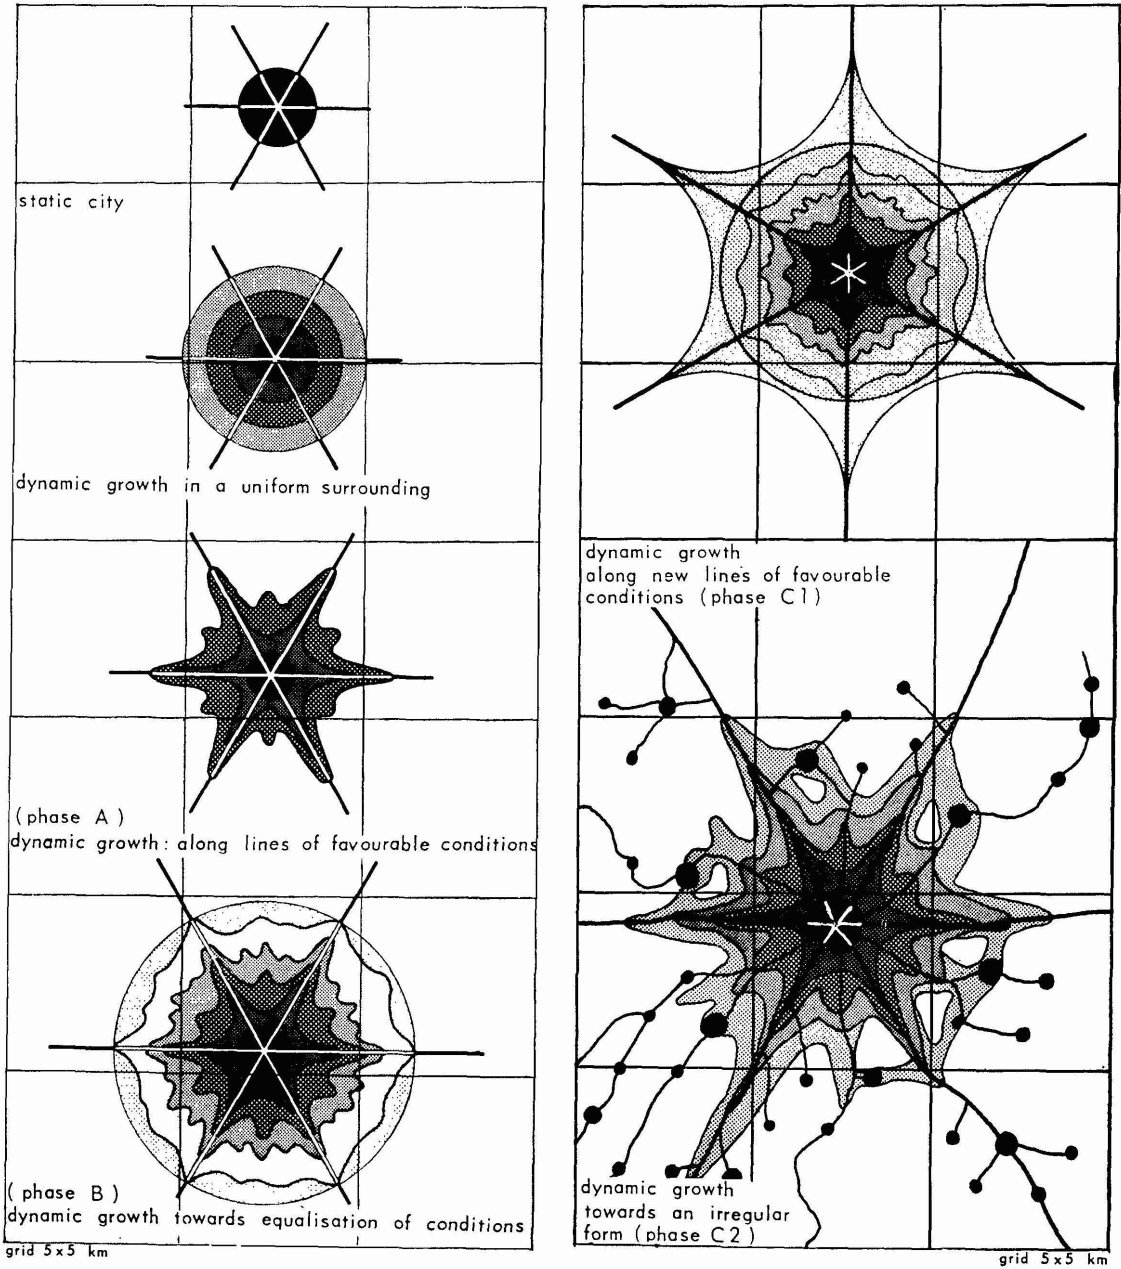 static city
dynamic growth in a uniform surrounding
(phase A)
dynamic growth: along lines of favourable conditions
(phase B)
dynamic growth towards equalisation of conditions
grid 5x5 km
dynamic growth
along new lines of favourable
conditions (phase C1)
dynamic growth
towards an irregular
form (phase C2)
grid 5x5 km